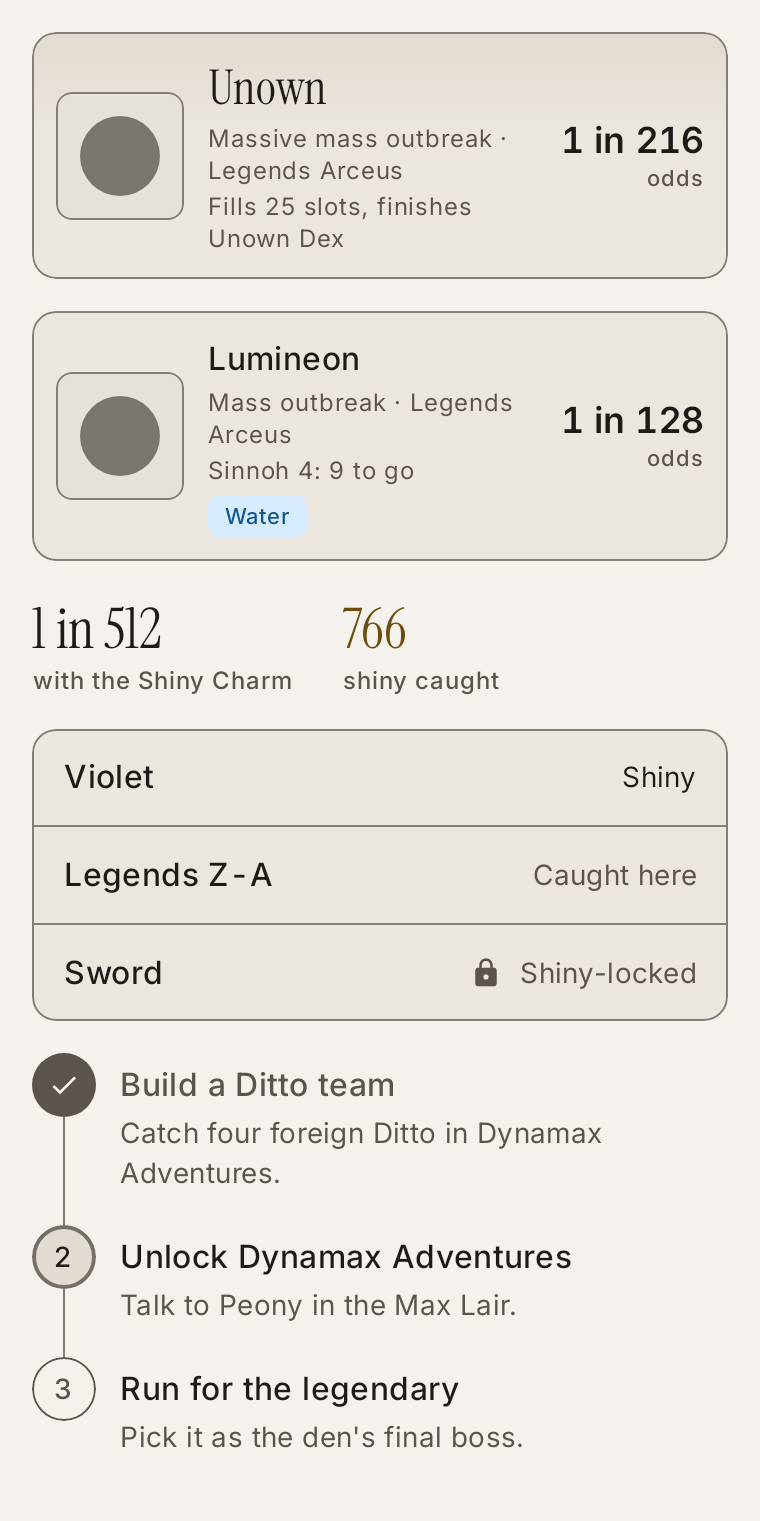 Unown
Massive mass outbreak ·
Legends Arceus
Fills 25 slots, finishes
Unown Dex
1 in 216
odds
Lumineon
Mass outbreak · Legends
Arceus
Sinnoh 4: 9 to go
Water
1 in 128
odds
1 in 512
with the Shiny Charm
766
shiny caught
Violet
Shiny
Legends Z-A
Caught here
Sword
Shiny-locked
Build a Ditto team
Catch four foreign Ditto in Dynamax
Adventures.
2
Unlock Dynamax Adventures
Talk to Peony in the Max Lair.
3
Run for the legendary
Pick it as the den's final boss.